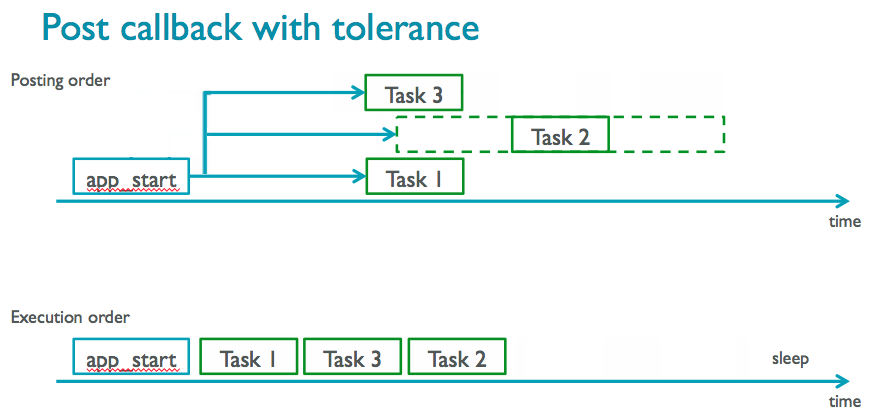 Post callback with tolerance
Posting order
Task 3
Task 2
app_start
Task 1
time
Execution order
app_start
Task 1
Task 3
Task 2
sleep
time